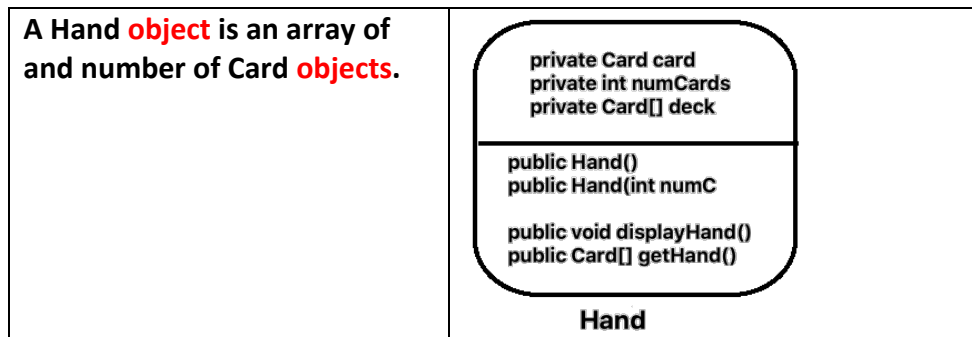 A Hand object is an array of
and number of Card objects.
private Card card
private int numCards
private Card[] deck
public Hand()
public Hand(int numC
public void displayHand()
public Card[] getHand()
Hand